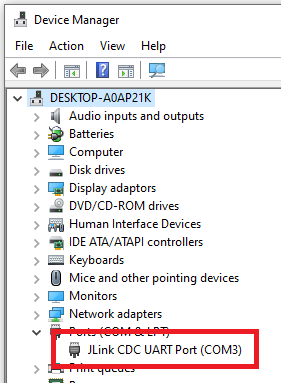 Device Manager
File Action View Help
DESKTOP-A0AP21K
Audio inputs and outputs
Batteries
Computer
Disk drives
Display adaptors
DVD/CD-ROM drives
Human Interface Devices
IDE ATA/ATAPI controllers
Keyboards
Mice and other pointing devices
Monitors
Network adapters
Ports (COM & LPT)
JLink CDC UART Port (COM3)
Print queues